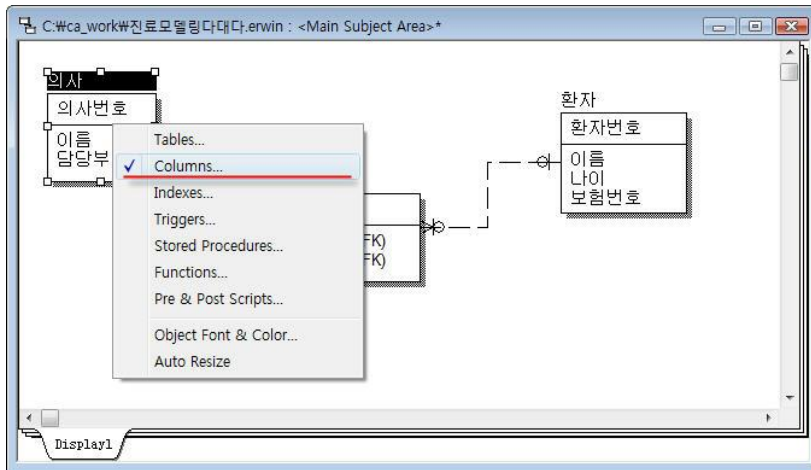 C:₩ca_work₩진료모델링다대다.erwin : <Main Subject Area>*
의사
의사번호
이름
담당부
환자
환자번호
이름
나이
보험번호
Tables...
Columns...
Indexes...
Triggers...
Stored Procedures...
Functions...
Pre & Post Scripts...
Object Font & Color...
Auto Resize
FK)
FK)
Display1